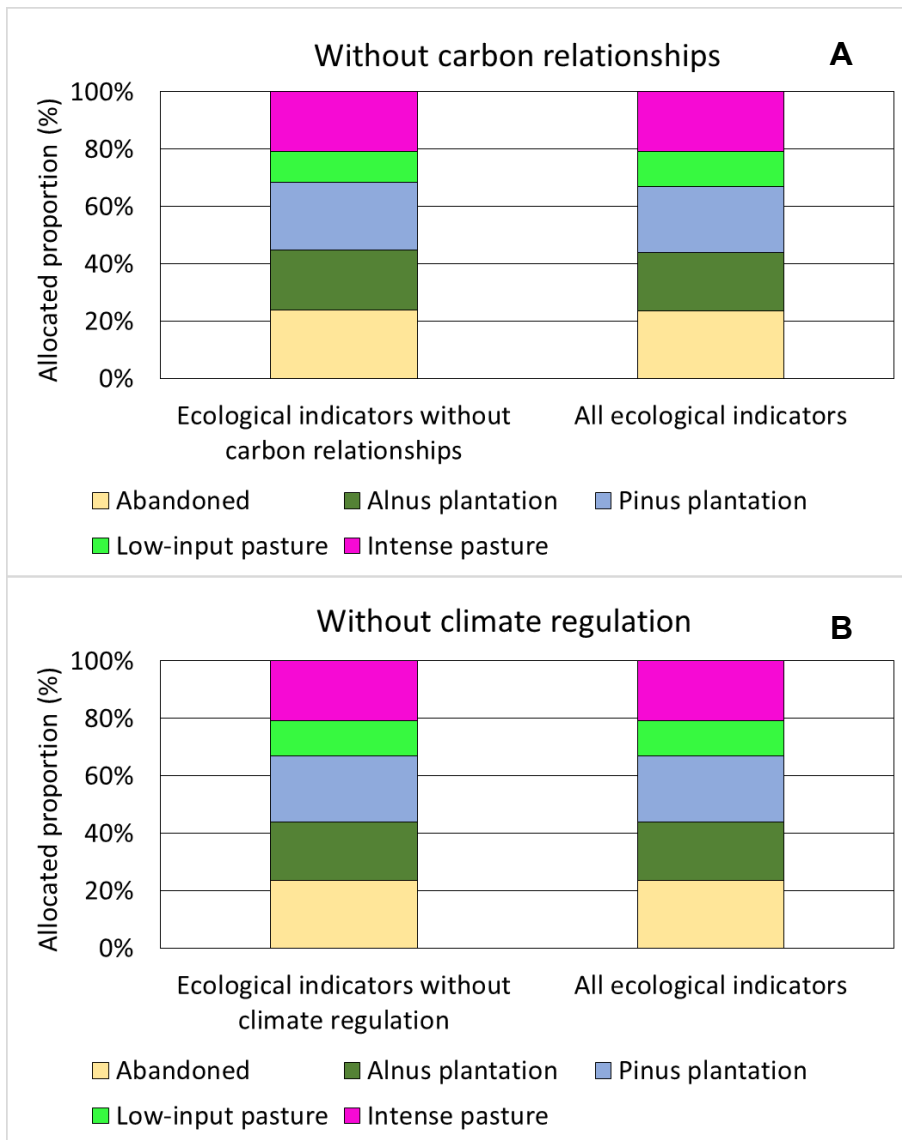 Without carbon relationships
A
Allocated proportion (%)
100%
80%
60%
40%
20%
0%
Ecological indicators without
carbon relationships
All ecological indicators
Abandoned
Alnus plantation
Pinus plantation
Low-input pasture
Intense pasture
Without climate regulation
B
Allocated proportion (%)
100%
80%
60%
40%
20%
0%
Ecological indicators without
climate regulation
All ecological indicators
Abandoned
Alnus plantation
Pinus plantation
Low-input pasture
Intense pasture